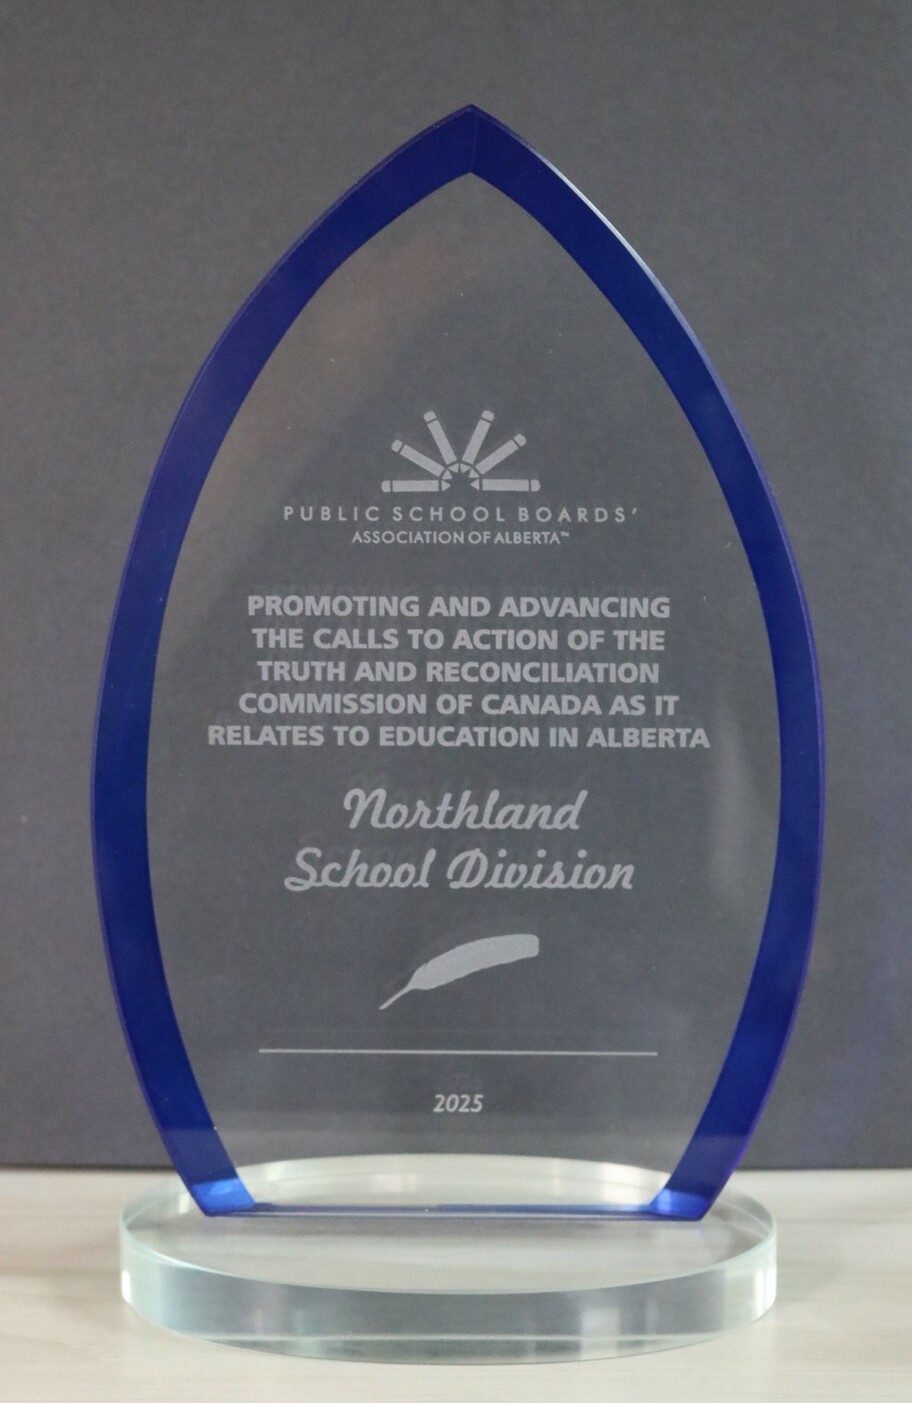 PUBLIC SCHOOL BOARDS'
ASSOCIATION OF ALBERTA™
PROMOTING AND ADVANCING
THE CALLS TO ACTION OF THE
TRUTH AND RECONCILIATION
COMMISSION OF CANADA AS IT
RELATES TO EDUCATION IN ALBERTA
Northland
School Division
2025